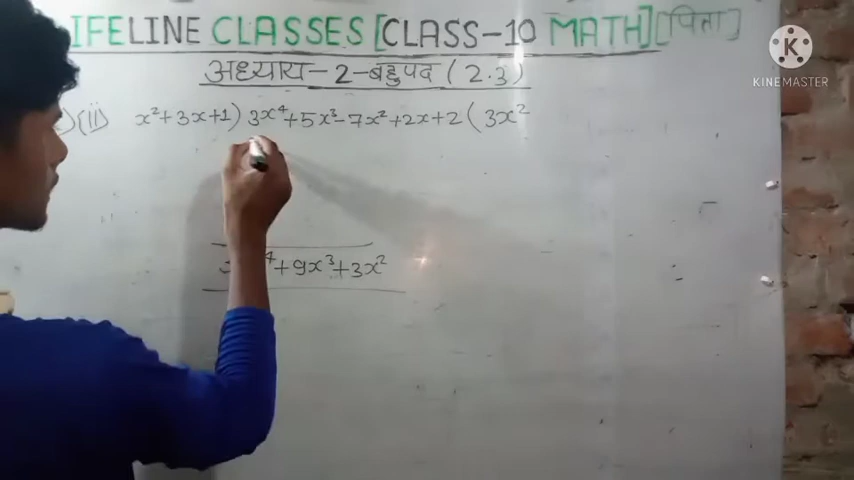 IFELINE CLASSES [CLASS-10 MATH] [पिता]
KINEMASTER
अध्याय-2-बहुपद (2.3)
(ii) x²+3x+1) 3x⁴+5x³-7x²+2x+2 (3x²
⁴+9x³+3x²